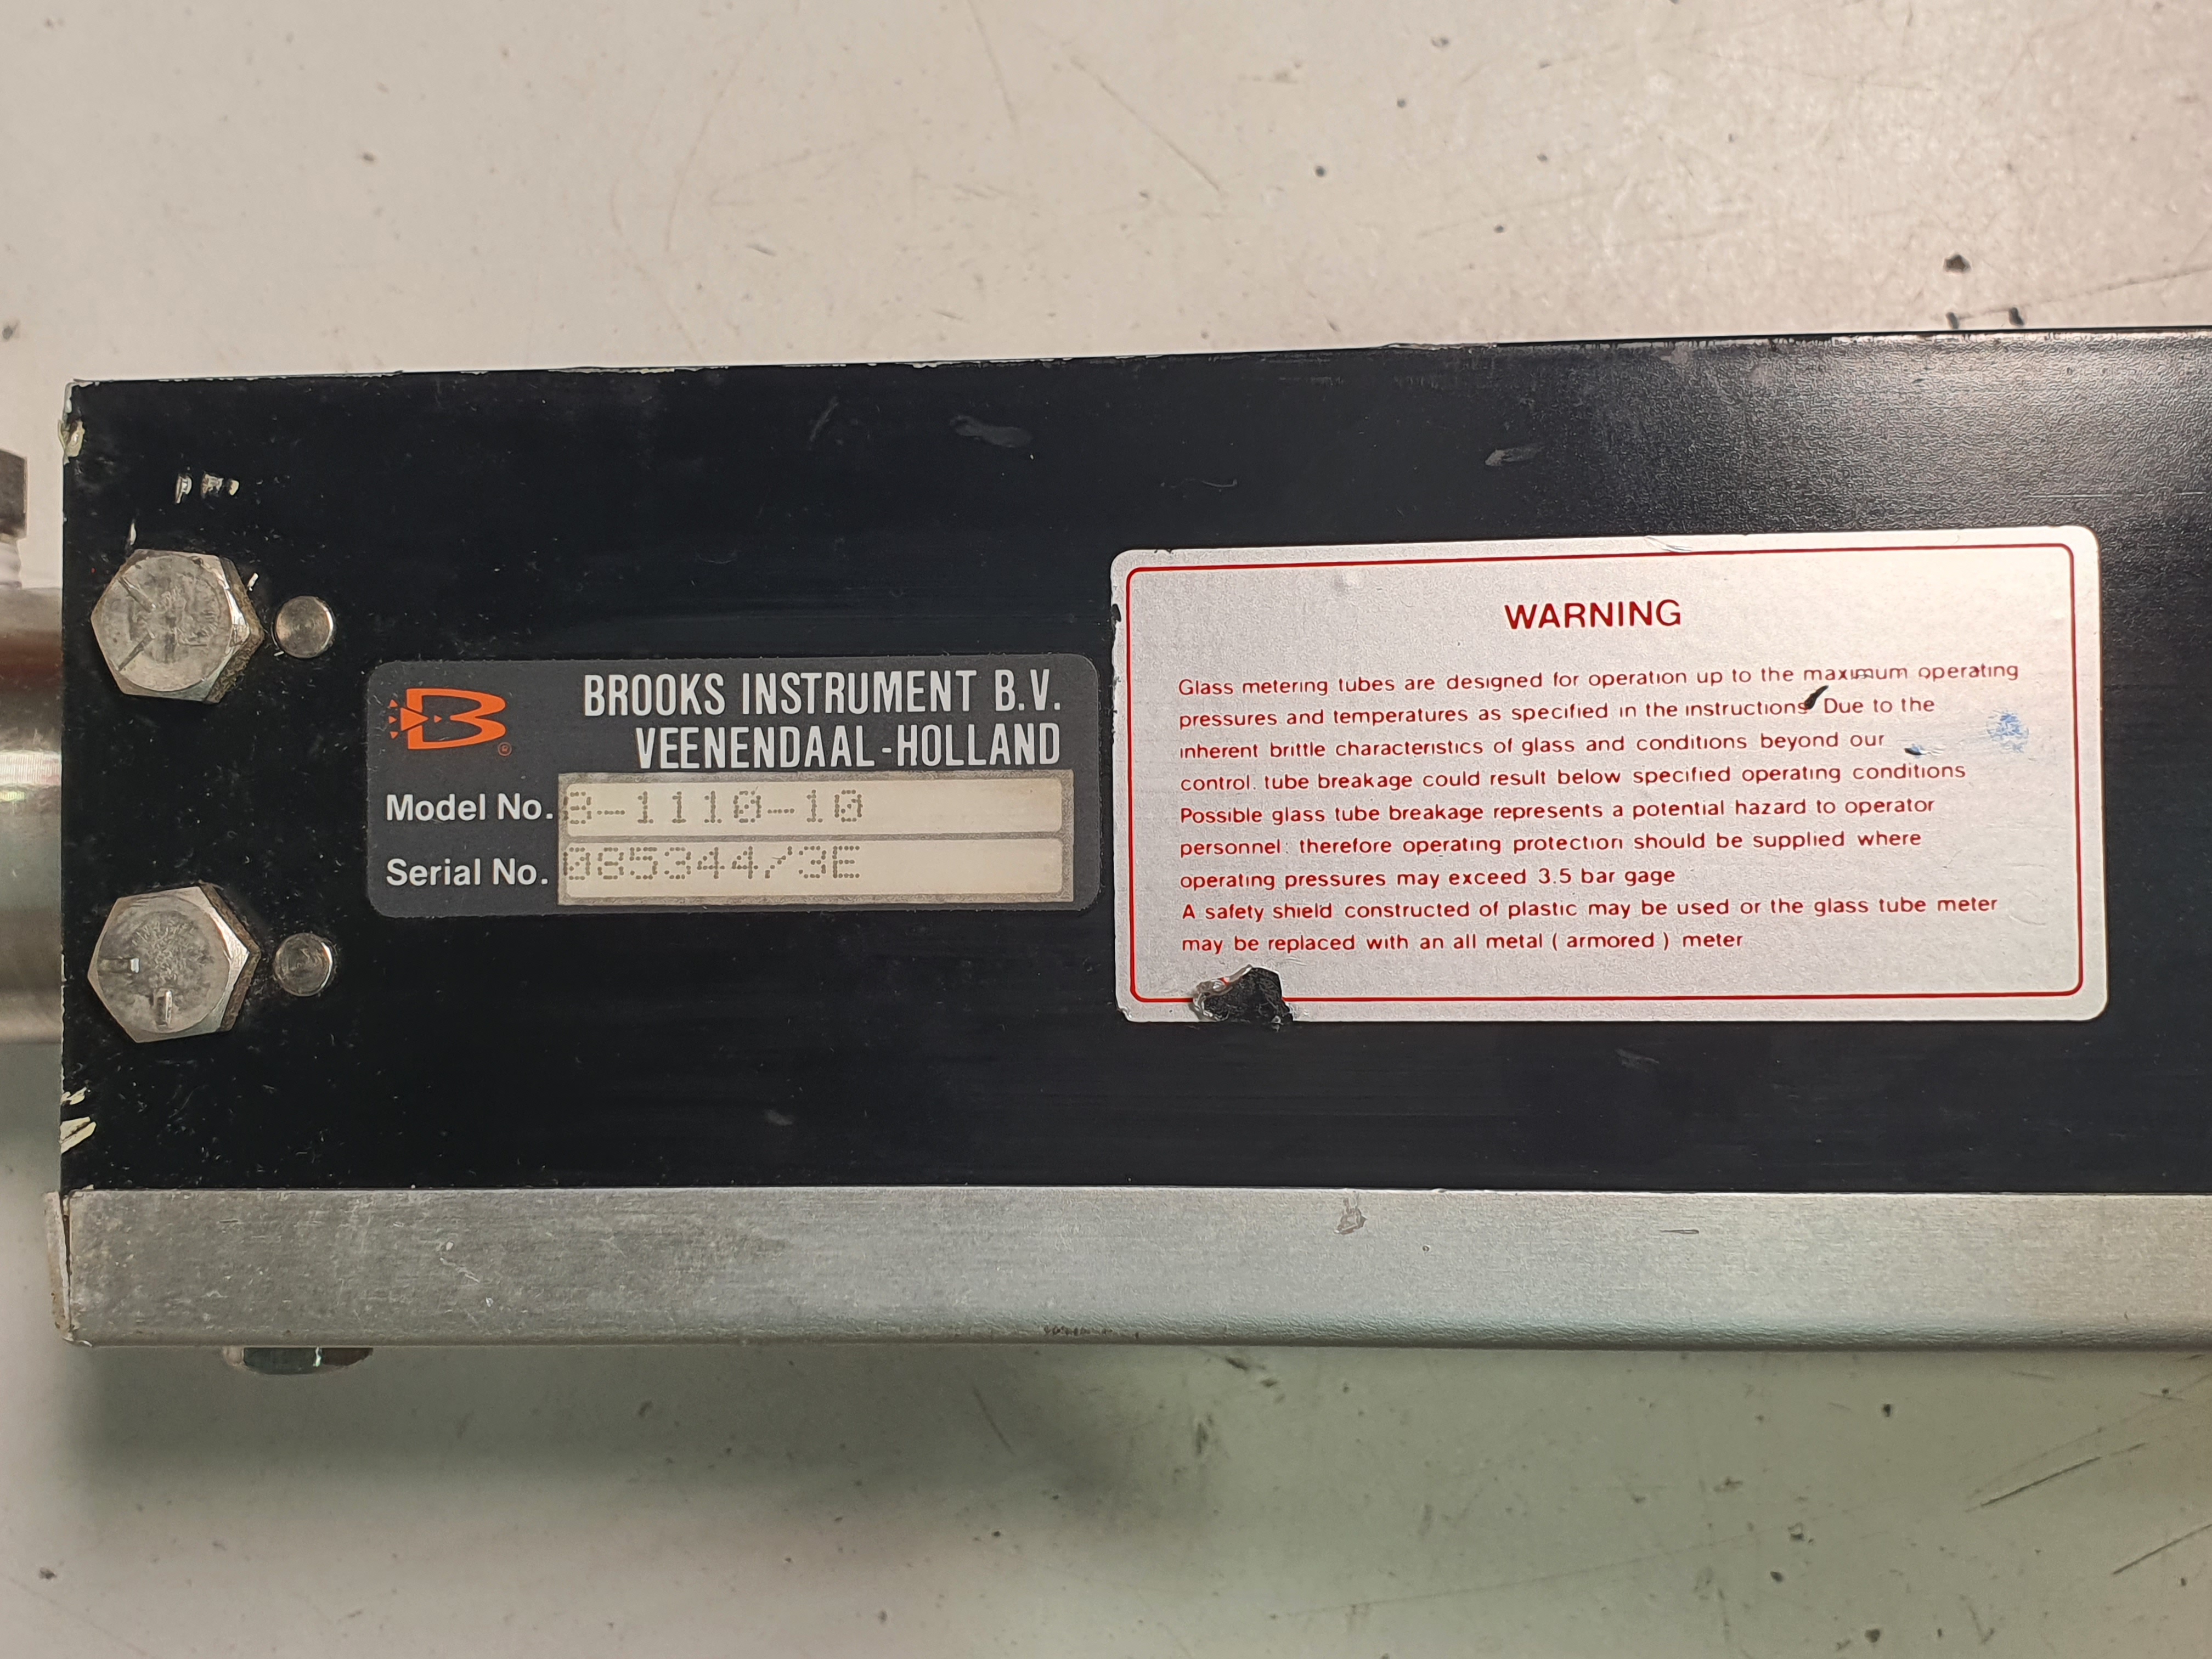 BROOKS INSTRUMENT B.V.
VEENENDAAL-HOLLAND
Model No. 8-1110-10
Serial No. 085344/3E
WARNING
Glass metering tubes are designed for operation up to the maximum operating
pressures and temperatures as specified in the instructions Due to the
inherent brittle characteristics of glass and conditions beyond our
control. tube breakage could result below specified operating conditions
Possible glass tube breakage represents a potential hazard to operator
personnel: therefore operating protection should be supplied where
operating pressures may exceed 3.5 bar gage
A safety shield constructed of plastic may be used or the glass tube meter
may be replaced with an all metal ( armored ) meter